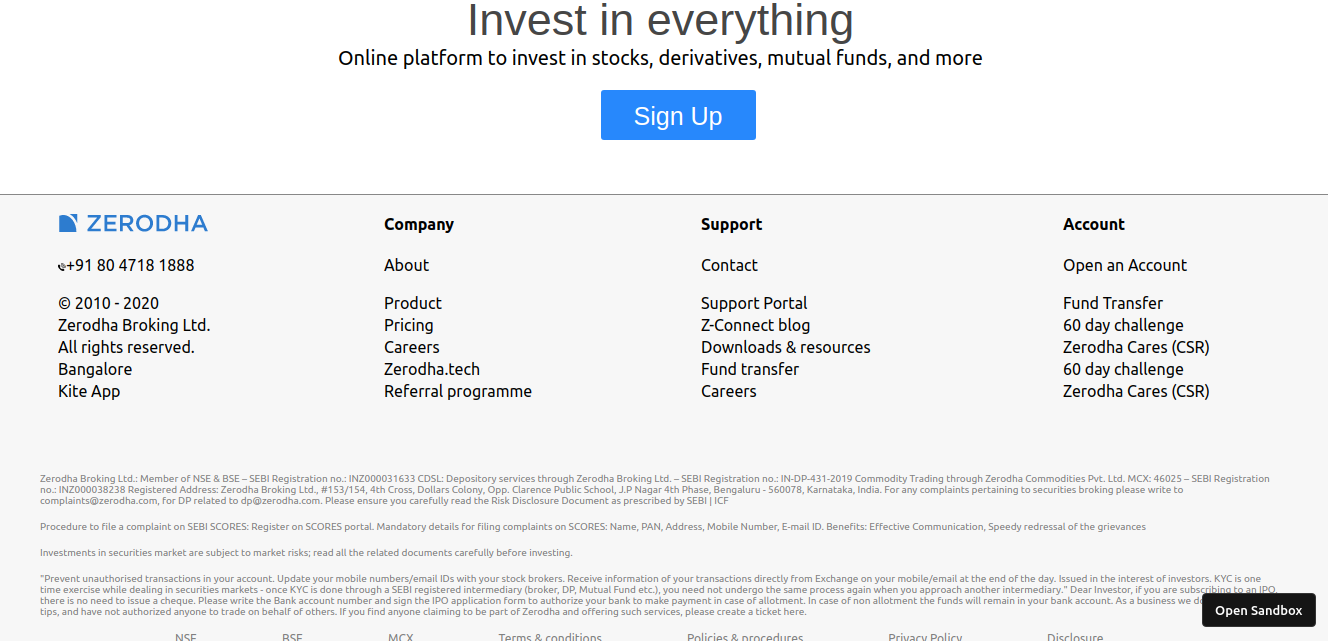 Invest in everything
Online platform to invest in stocks, derivatives, mutual funds, and more
Sign Up
ZERODHA
+91 80 4718 1888
© 2010 - 2020
Zerodha Broking Ltd.
All rights reserved.
Bangalore
Kite App
Company
About
Product
Pricing
Careers
Zerodha.tech
Referral programme
Support
Contact
Support Portal
Z-Connect blog
Downloads & resources
Fund transfer
Careers
Account
Open an Account
Fund Transfer
60 day challenge
Zerodha Cares (CSR)
60 day challenge
Zerodha Cares (CSR)
Zerodha Broking Ltd.: Member of NSE & BSE – SEBI Registration no.: INZ000031633 CDSL: Depository services through Zerodha Broking Ltd. – SEBI Registration no.: IN-DP-431-2019 Commodity Trading through Zerodha Commodities Pvt. Ltd. MCX: 46025 – SEBI Registration
no.: INZ000038238 Registered Address: Zerodha Broking Ltd., #153/154, 4th Cross, Dollars Colony, Opp. Clarence Public School, J.P Nagar 4th Phase, Bengaluru - 560078, Karnataka, India. For any complaints pertaining to securities broking please write to
complaints@zerodha.com, for DP related to dp@zerodha.com. Please ensure you carefully read the Risk Disclosure Document as prescribed by SEBI | ICF
Procedure to file a complaint on SEBI SCORES: Register on SCORES portal. Mandatory details for filing complaints on SCORES: Name, PAN, Address, Mobile Number, E-mail ID. Benefits: Effective Communication, Speedy redressal of the grievances
Investments in securities market are subject to market risks; read all the related documents carefully before investing.
"Prevent unauthorised transactions in your account. Update your mobile numbers/email IDs with your stock brokers. Receive information of your transactions directly from Exchange on your mobile/email at the end of the day. Issued in the interest of investors. KYC is one
time exercise while dealing in securities markets - once KYC is done through a SEBI registered intermediary (broker, DP, Mutual Fund etc.), you need not undergo the same process again when you approach another intermediary." Dear Investor, if you are subscribing to an IPO,
there is no need to issue a cheque. Please write the Bank account number and sign the IPO application form to authorize your bank to make payment in case of allotment. In case of non allotment the funds will remain in your bank account. As a business we do
tips, and have not authorized anyone to trade on behalf of others. If you find anyone claiming to be part of Zerodha and offering such services, please create a ticket here.
Open Sandbox
NSE BSE MCX Terms & conditions Policies & procedures Privacy Policy Disclosure